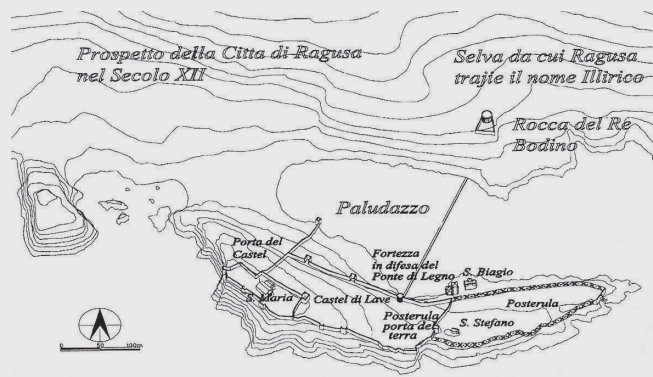 Prospetto della Citta di Ragusa
nel Secolo XII
Selva da cui Ragusa
trajte il nome Illirico
Rocca del Re
Bodino
Paludazzo
Porta del
Castel
Fortezza
in difesa del
Ponte di Legno
S. Biagio
S. Maria
Castel di Lave
Posterula
Posterula
porta de
terra
S. Stefano
0 50 100m